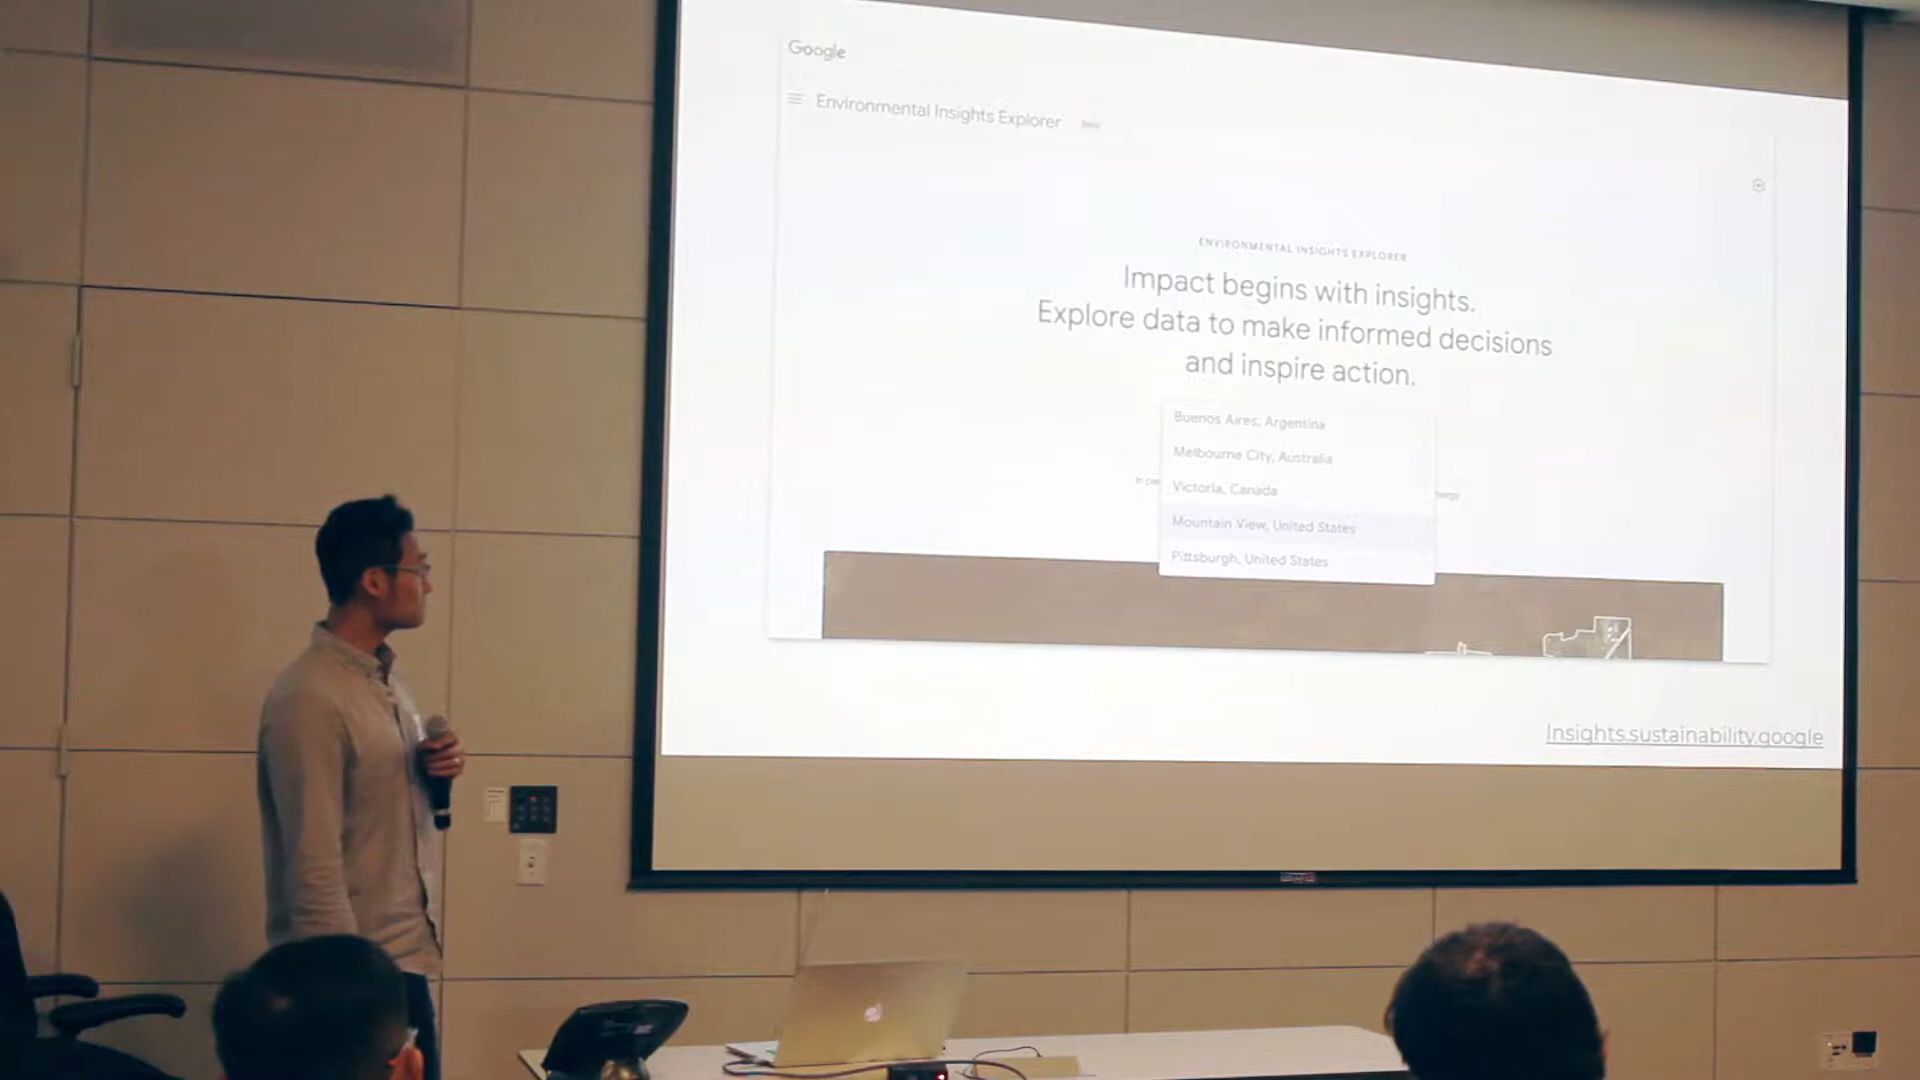 Google
Environmental Insights Explorer Beta
ENVIRONMENTAL INSIGHTS EXPLORER
Impact begins with insights.
Explore data to make informed decisions
and inspire action.
Buenos Aires, Argentina
Melbourne City, Australia
Victoria, Canada
Mountain View, United States
Pittsburgh, United States
Insights.sustainability.google